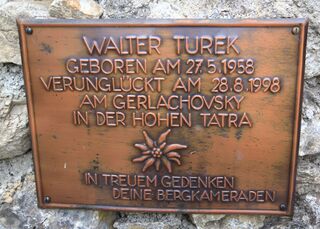 WALTER TUREK
GEBOREN AM 27.5.1958
VERUNGLÜCKT AM 28.8.1998
AM GERLACHOVSKY
IN DER HOHEN TATRA
IN TREUEM GEDENKEN
DEINE BERGKAMERADEN